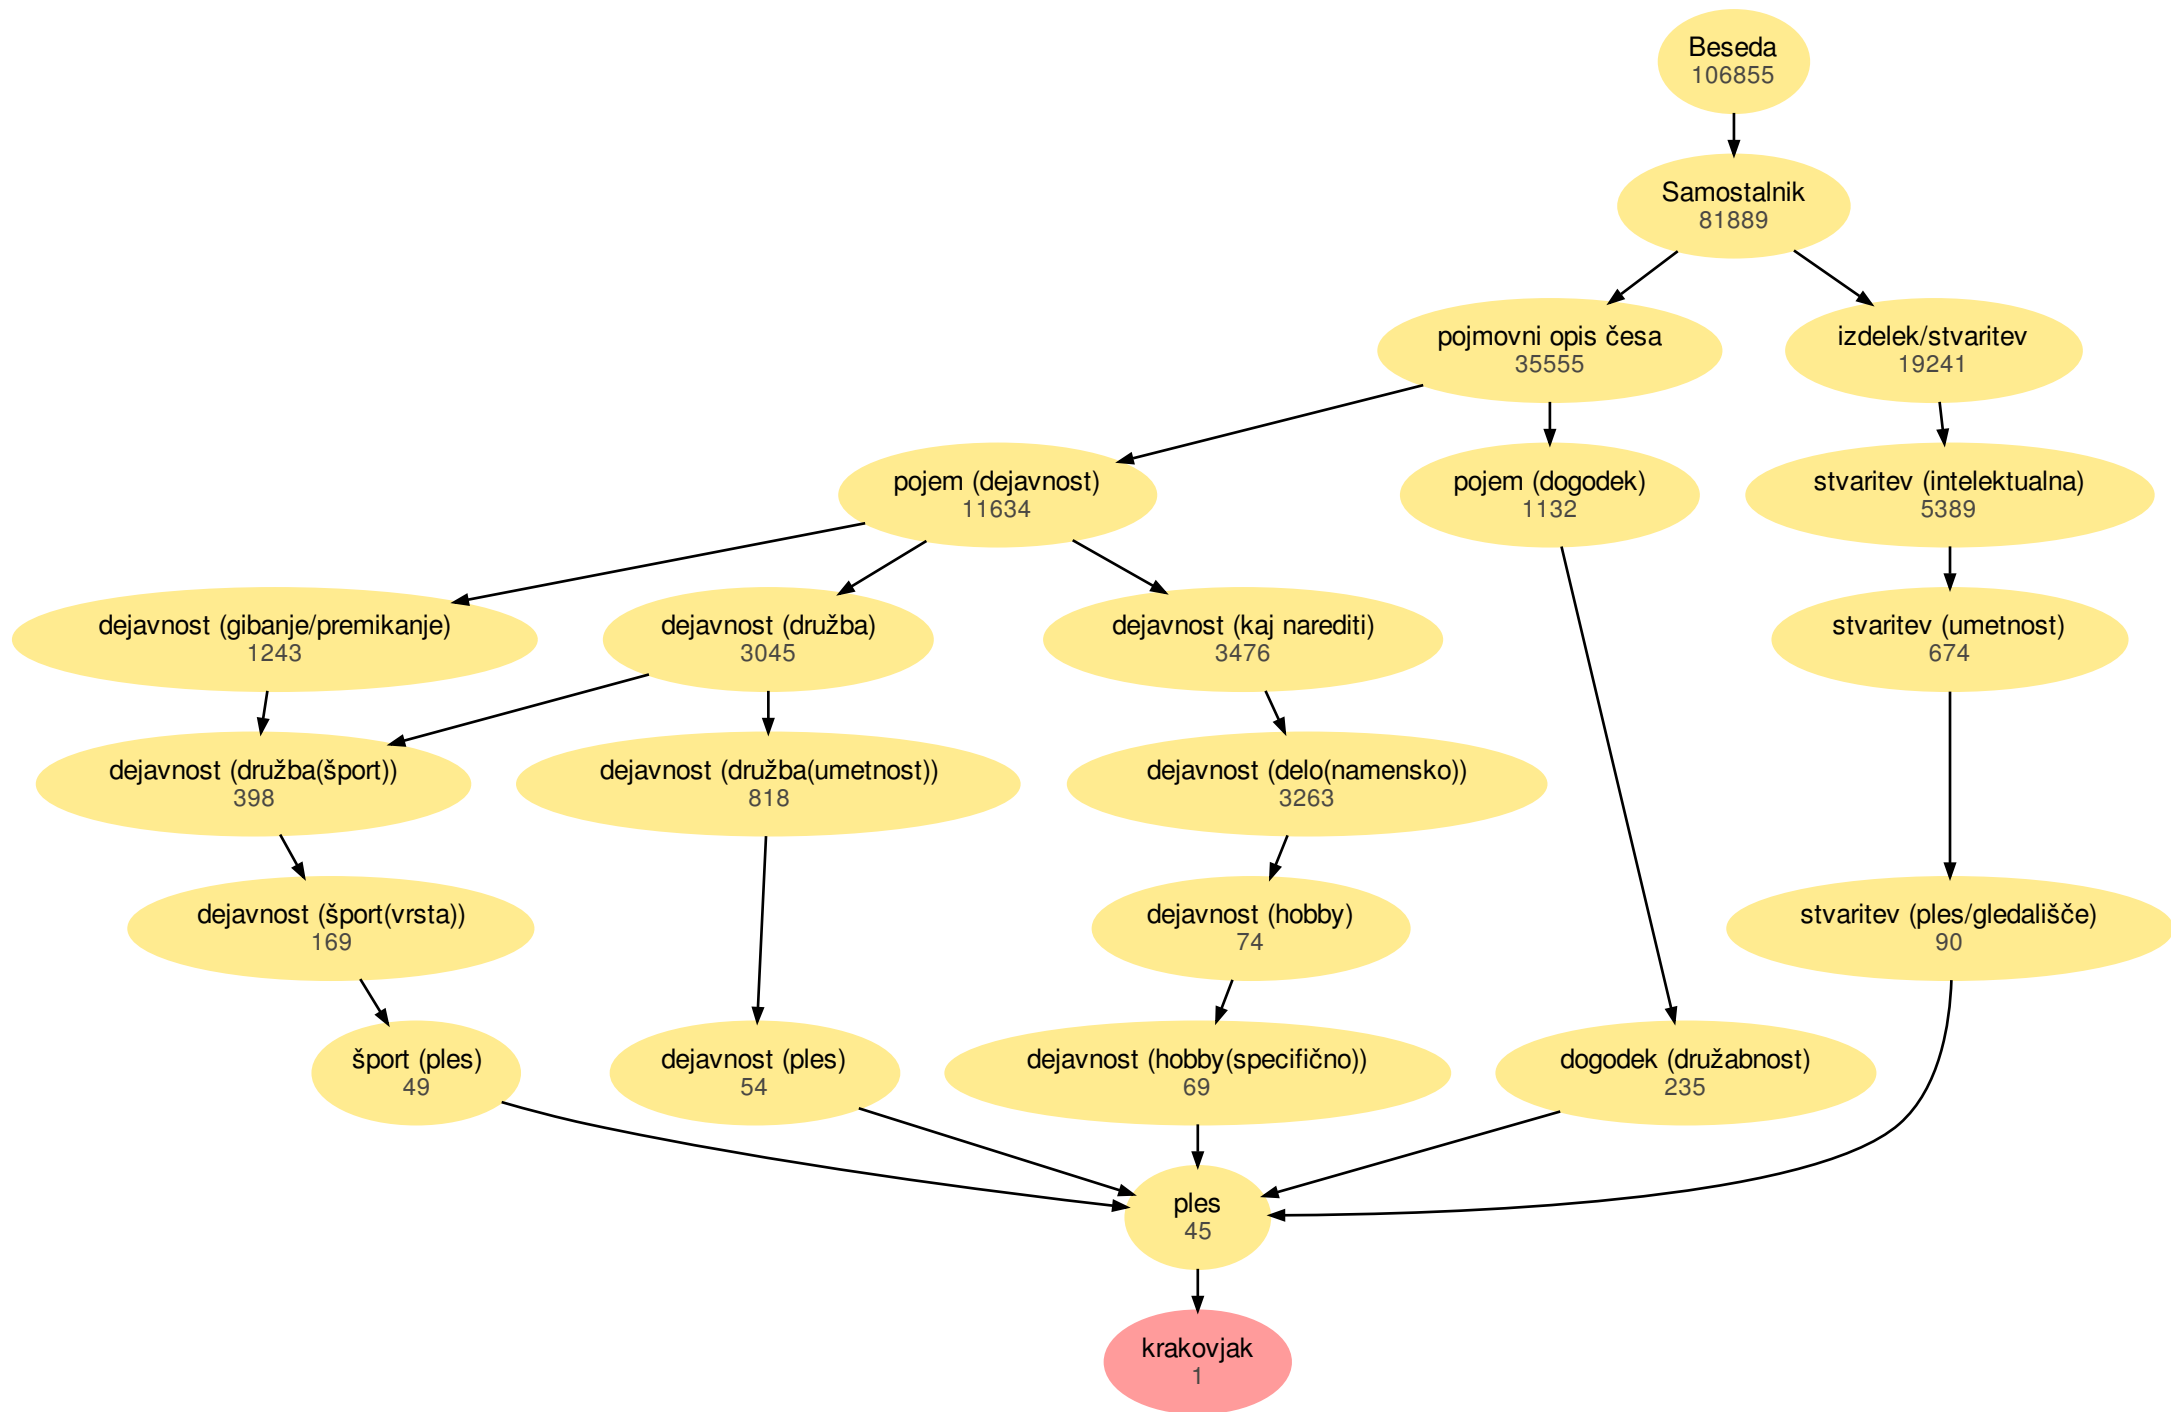 Beseda
106855
Samostalnik
81889
pojmovni opis česa
35555
izdelek/stvaritev
19241
pojem (dejavnost)
11634
pojem (dogodek)
1132
stvaritev (intelektualna)
5389
dejavnost (gibanje/premikanje)
1243
dejavnost (družba)
3045
dejavnost (kaj narediti)
3476
stvaritev (umetnost)
674
dejavnost (družba(šport))
398
dejavnost (družba(umetnost))
818
dejavnost (delo(namensko))
3263
dejavnost (šport(vrsta))
169
dejavnost (hobby)
74
stvaritev (ples/gledališče)
90
šport (ples)
49
dejavnost (ples)
54
dejavnost (hobby(specifično))
69
dogodek (družabnost)
235
ples
45
krakovjak
1